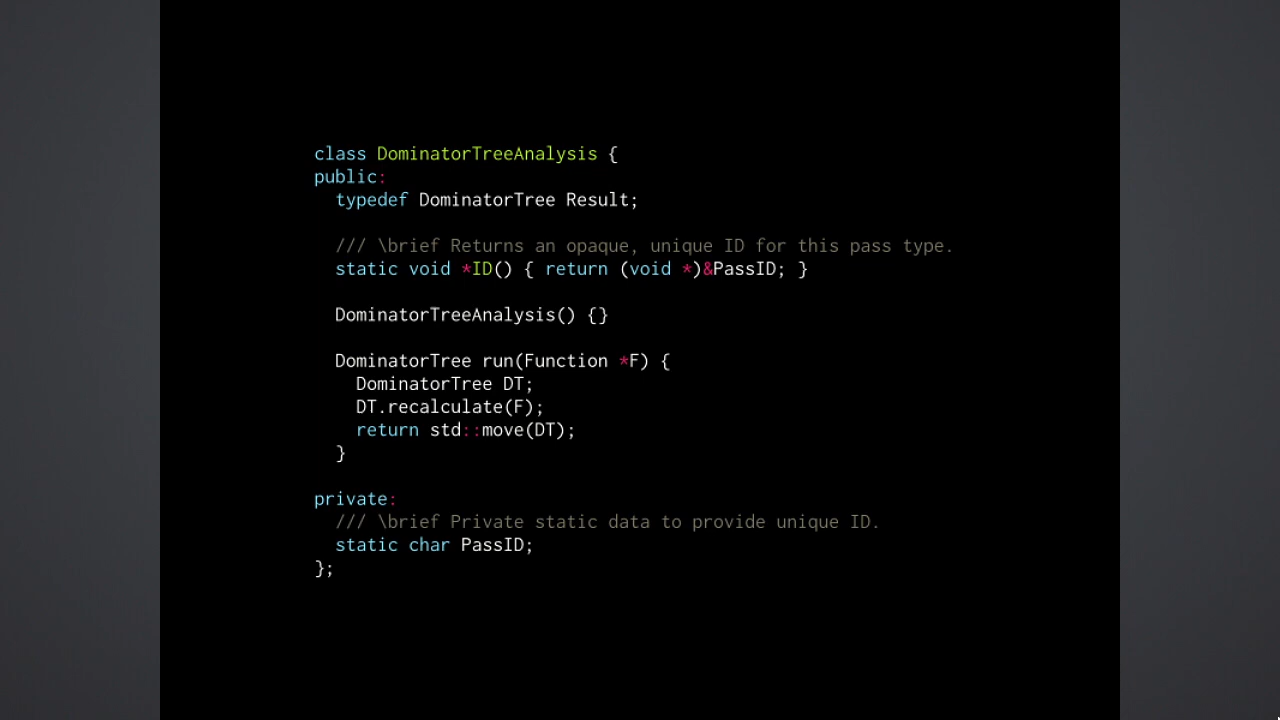 class DominatorTreeAnalysis {
public:
  typedef DominatorTree Result;

  /// \brief Returns an opaque, unique ID for this pass type.
  static void *ID() { return (void *)&PassID; }

  DominatorTreeAnalysis() {}

  DominatorTree run(Function *F) {
    DominatorTree DT;
    DT.recalculate(F);
    return std::move(DT);
  }

private:
  /// \brief Private static data to provide unique ID.
  static char PassID;
};